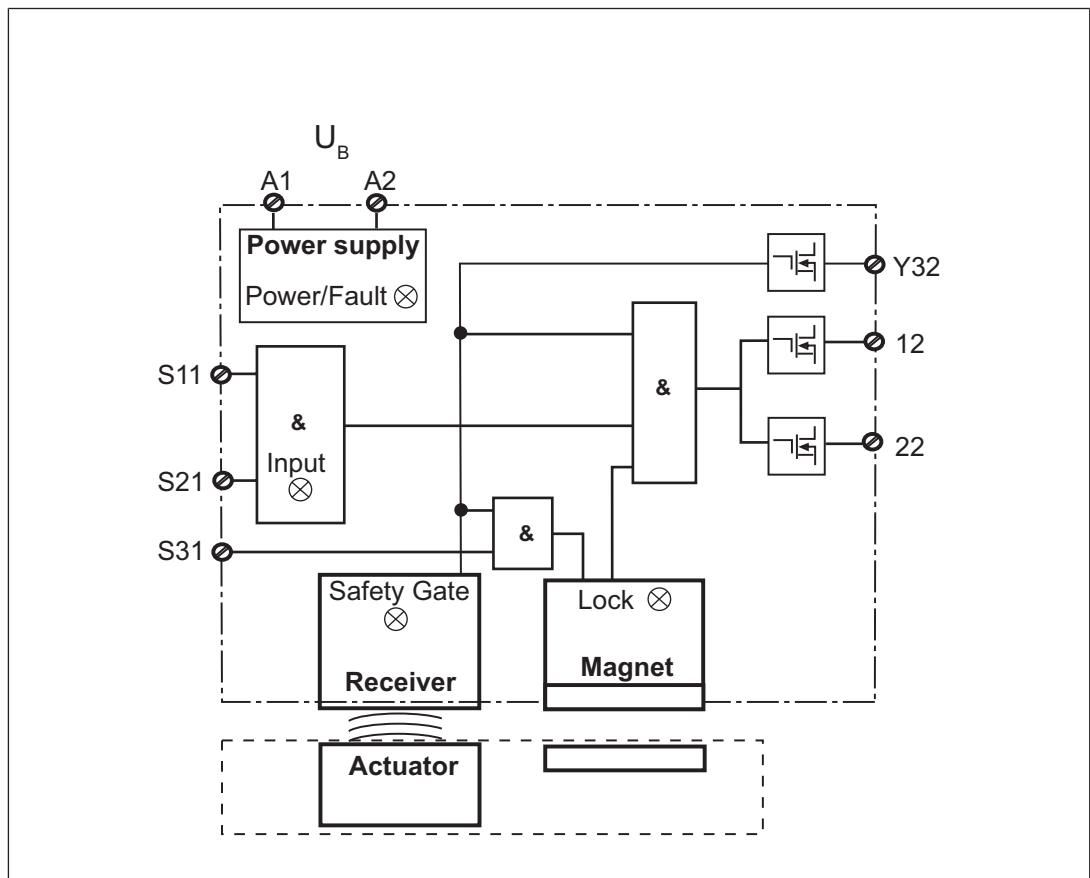 U_B
A1 A2
Power supply
Power/Fault
Y32
12
22
S11
S21
S31
&
Input
&
&
Safety Gate
Receiver
Lock
Magnet
Actuator